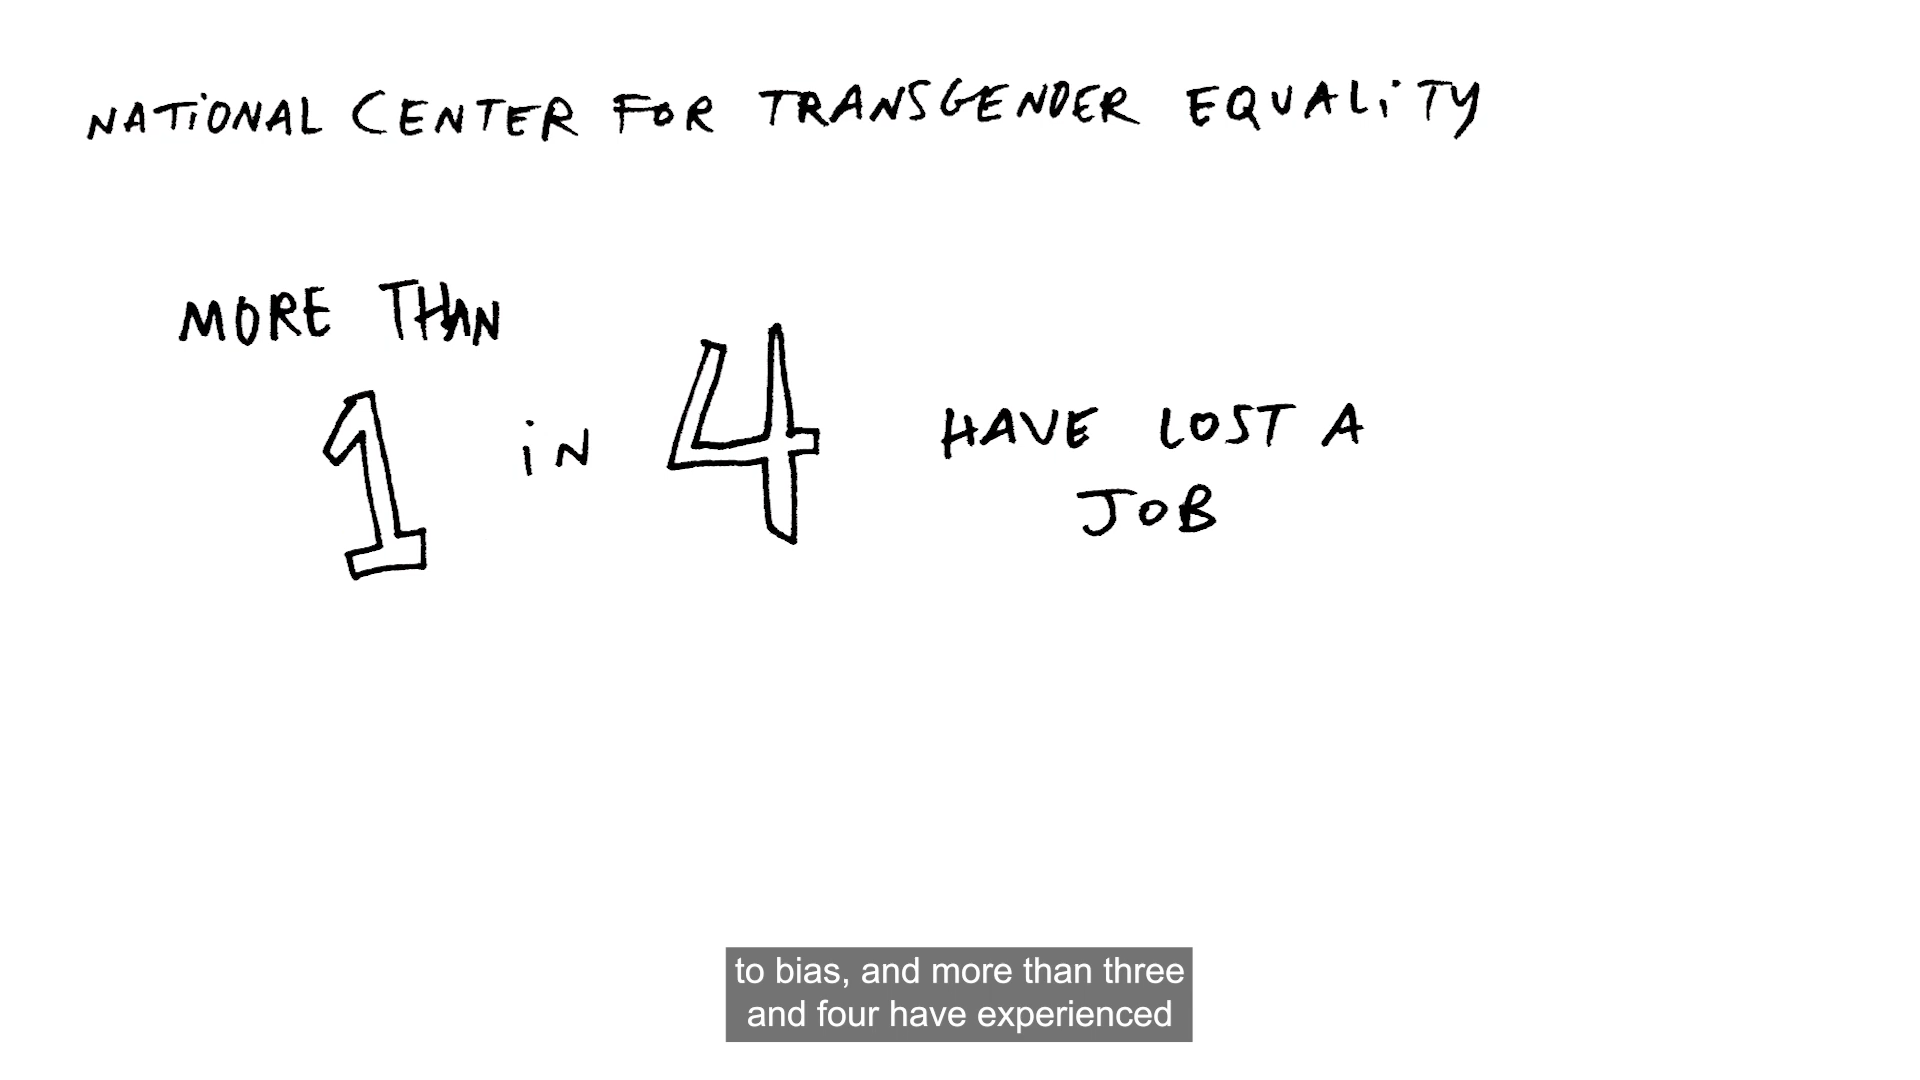 NATIONAL CENTER FOR TRANSGENDER EQUALITY
MORE THAN
1 in 4 HAVE LOST A
JOB
to bias, and more than three
and four have experienced